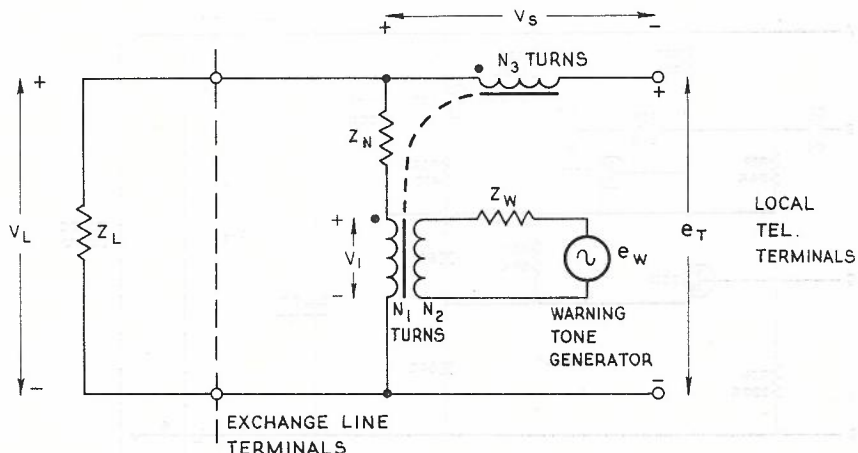 V_S
+ −
N_3 TURNS
+
+
Z_N
Z_W
V_L
Z_L
+
V_1
−
e_W
e_T
LOCAL
TEL.
TERMINALS
N_1 N_2
TURNS
WARNING
TONE
GENERATOR
−
−
EXCHANGE LINE
TERMINALS